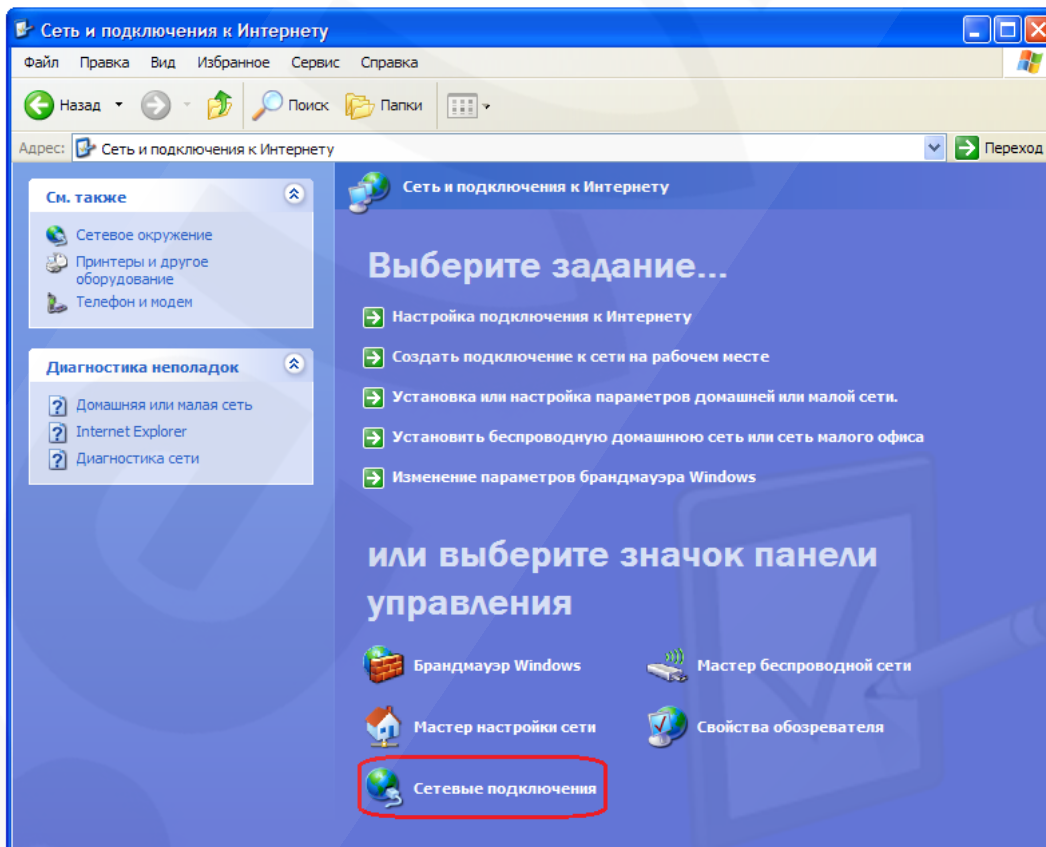 Сеть и подключения к Интернету
Файл Правка Вид Избранное Сервис Справка
Назад Поиск Папки
Адрес: Сеть и подключения к Интернету Переход
См. также
Сетевое окружение
Принтеры и другое
оборудование
Телефон и модем
Диагностика неполадок
Домашняя или малая сеть
Internet Explorer
Диагностика сети
Сеть и подключения к Интернету
Выберите задание...
Настройка подключения к Интернету
Создать подключение к сети на рабочем месте
Установка или настройка параметров домашней или малой сети.
Установить беспроводную домашнюю сеть или сеть малого офиса
Изменение параметров брандмауэра Windows
или выберите значок панели
управления
Брандмауэр Windows
Мастер беспроводной сети
Мастер настройки сети
Свойства обозревателя
Сетевые подключения